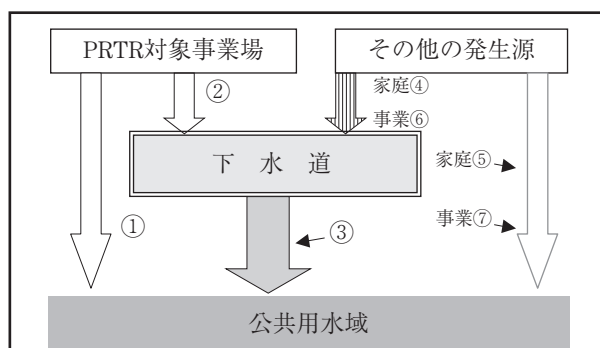 PRTR対象事業場
その他の発生源
②
家庭④
事業⑥
下水道
家庭⑤
①
③
事業⑦
公共用水域